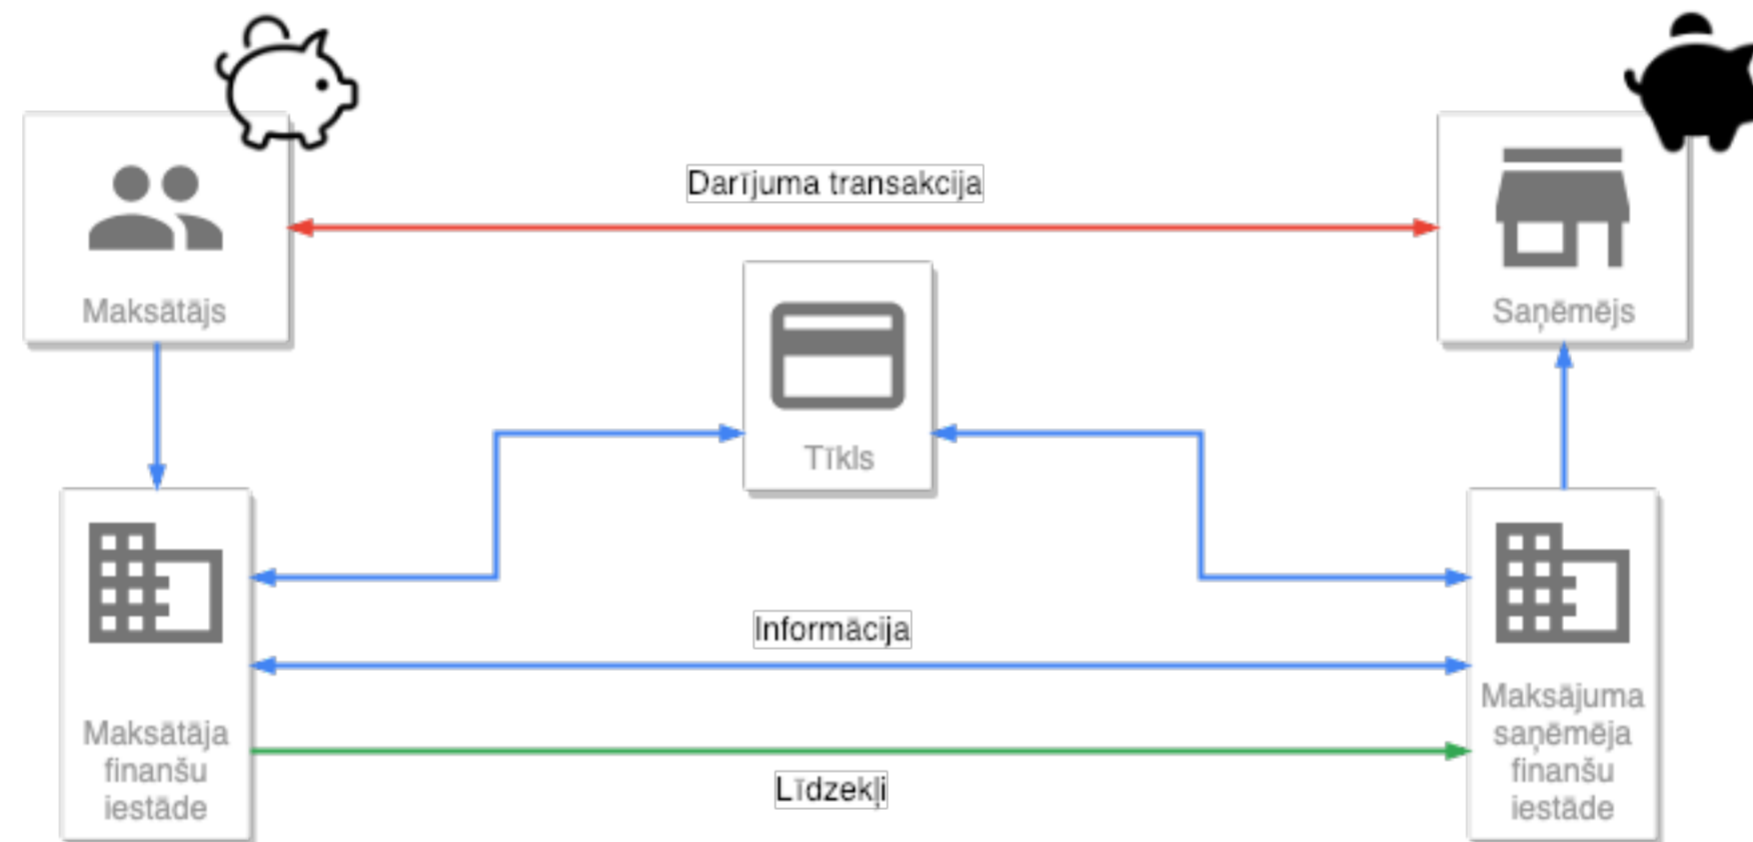 Darījuma transakcija
Maksātājs
Saņēmējs
Tīkls
Informācija
Maksātāja
finanšu
iestāde
Maksājuma
saņēmēja
finanšu
iestāde
Līdzekļi